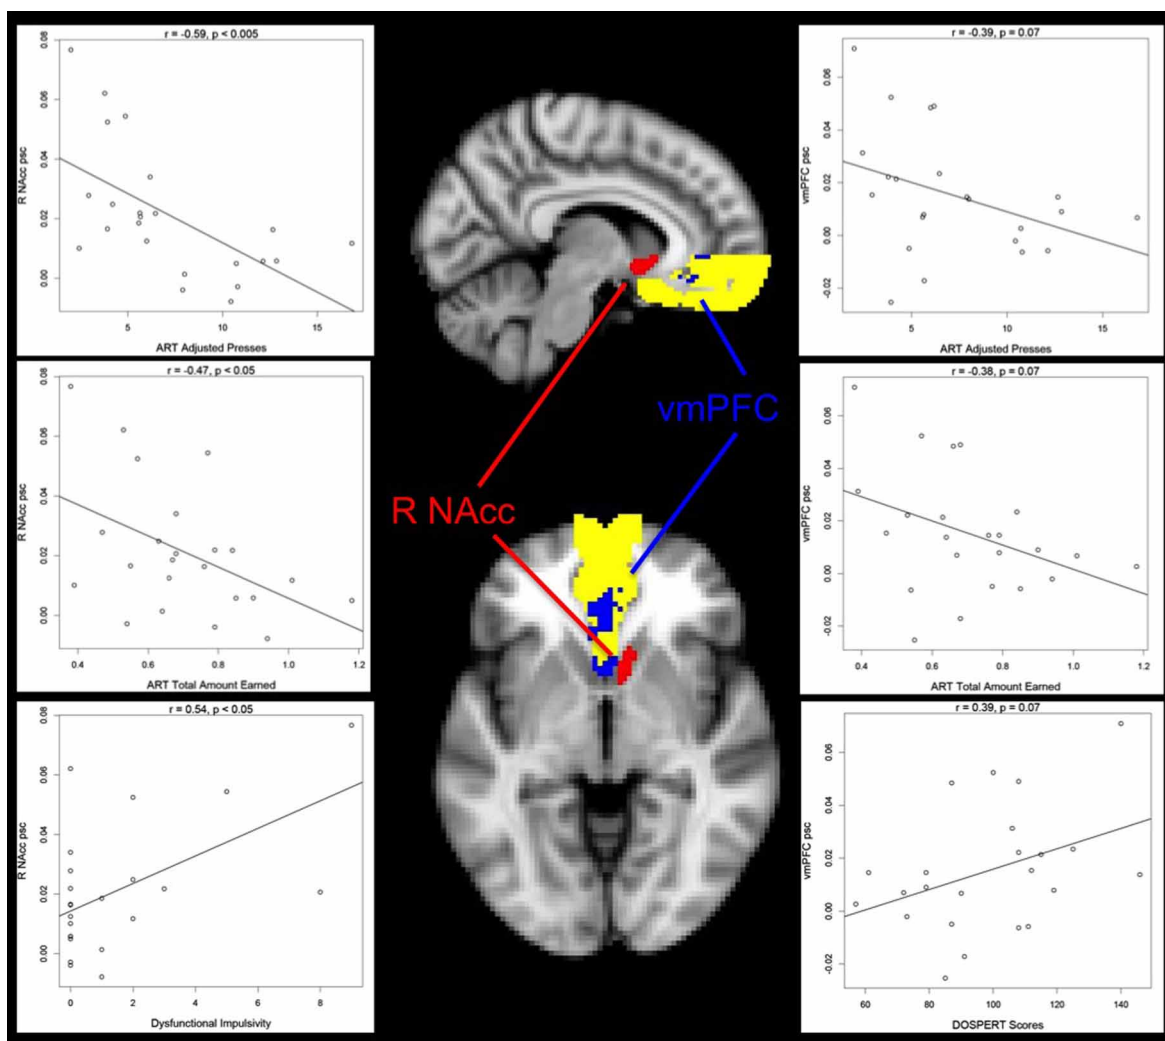 r = -0.59, p < 0.005
R NAcc psc
0.00 0.02 0.04 0.06 0.08
5 10 15
ART Adjusted Presses
r = -0.47, p < 0.05
R NAcc psc
0.00 0.02 0.04 0.06 0.08
0.4 0.6 0.8 1.0 1.2
ART Total Amount Earned
r = 0.54, p < 0.05
R NAcc psc
0.00 0.02 0.04 0.06 0.08
0 2 4 6 8
Dysfunctional Impulsivity
vmPFC
R NAcc
r = -0.39, p = 0.07
vmPFC psc
-0.02 0.00 0.02 0.04 0.06
5 10 15
ART Adjusted Presses
r = -0.38, p = 0.07
vmPFC psc
-0.02 0.00 0.02 0.04 0.06
0.4 0.6 0.8 1.0 1.2
ART Total Amount Earned
r = 0.39, p = 0.07
vmPFC psc
-0.02 0.00 0.02 0.04 0.06
60 80 100 120 140
DOSPERT Scores